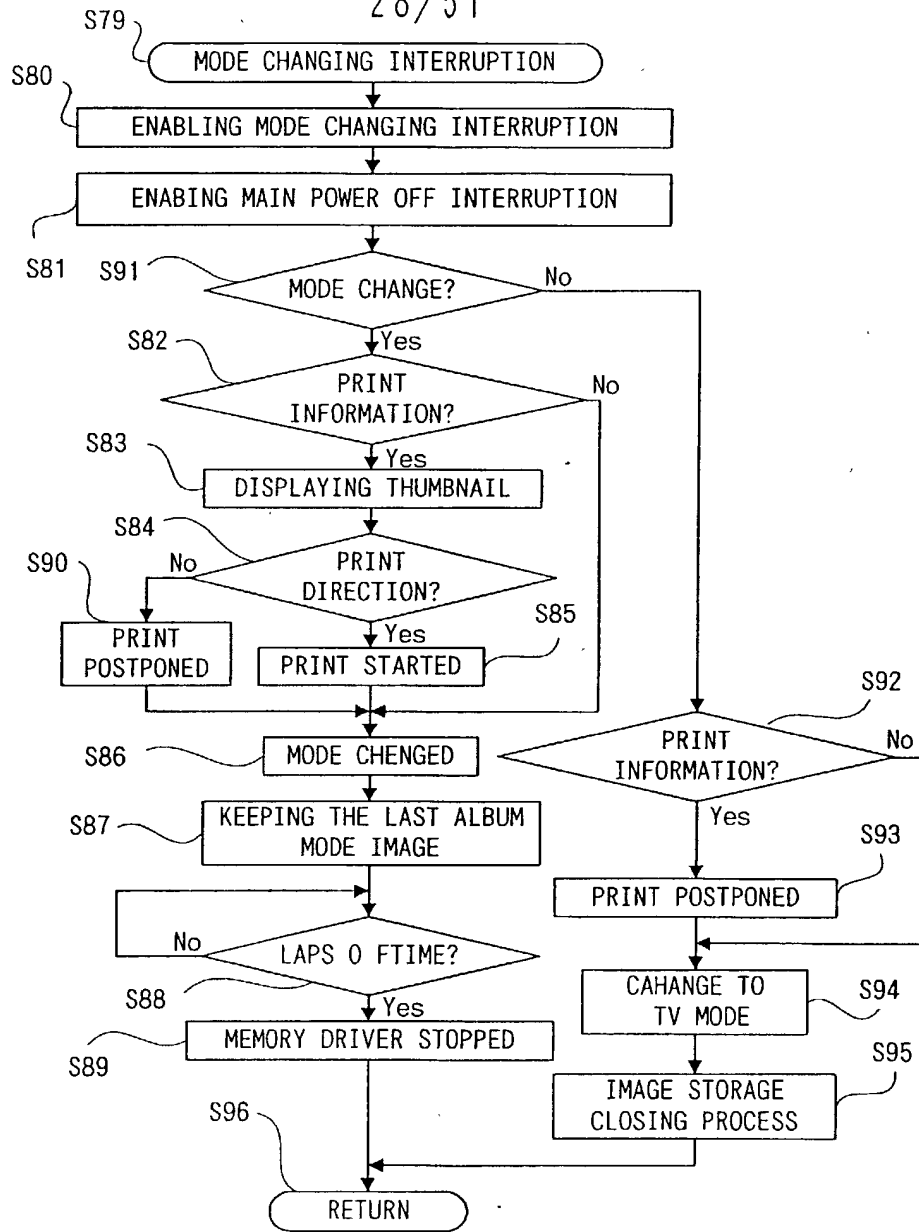 28/51
S79
MODE CHANGING INTERRUPTION
S80
ENABLING MODE CHANGING INTERRUPTION
ENABING MAIN POWER OFF INTERRUPTION
S81
S91
MODE CHANGE?
No
Yes
S82
PRINT
INFORMATION?
No
Yes
S83
DISPLAYING THUMBNAIL
S84
PRINT
DIRECTION?
No
S90
Yes
S85
PRINT
POSTPONED
PRINT STARTED
S92
PRINT
INFORMATION?
No
Yes
S86
MODE CHENGED
S87
KEEPING THE LAST ALBUM
MODE IMAGE
S93
PRINT POSTPONED
No
LAPS O FTIME?
S88
Yes
CAHANGE TO
TV MODE
S94
MEMORY DRIVER STOPPED
S89
S95
IMAGE STORAGE
CLOSING PROCESS
S96
RETURN